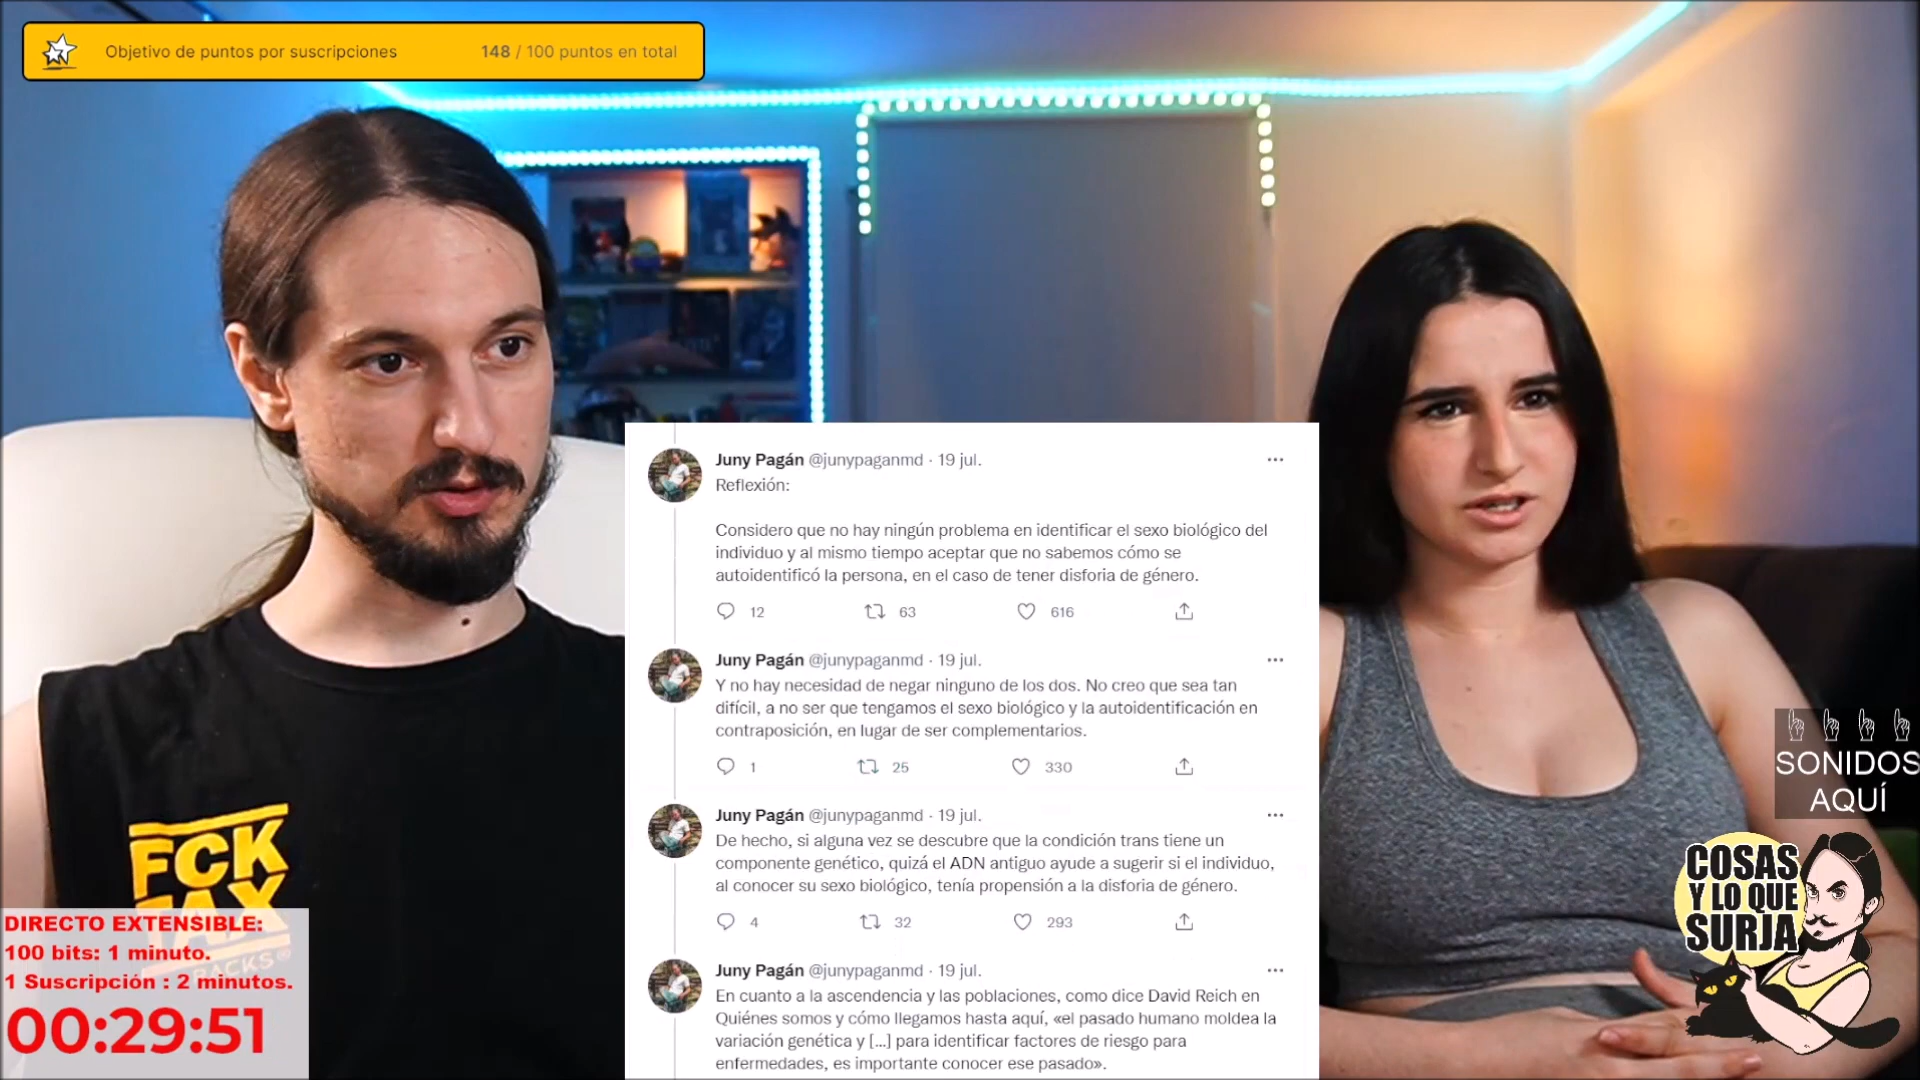 Objetivo de puntos por suscripciones 148 / 100 puntos en total
Juny Pagán @junypaganmd · 19 jul.
Reflexión:
Considero que no hay ningún problema en identificar el sexo biológico del
individuo y al mismo tiempo aceptar que no sabemos cómo se
autoidentificó la persona, en el caso de tener disforia de género.
12 63 616
Juny Pagán @junypaganmd · 19 jul.
Y no hay necesidad de negar ninguno de los dos. No creo que sea tan
difícil, a no ser que tengamos el sexo biológico y la autoidentificación en
contraposición, en lugar de ser complementarios.
1 25 330
Juny Pagán @junypaganmd · 19 jul.
De hecho, si alguna vez se descubre que la condición trans tiene un
componente genético, quizá el ADN antiguo ayude a sugerir si el individuo,
al conocer su sexo biológico, tenía propensión a la disforia de género.
4 32 293
Juny Pagán @junypaganmd · 19 jul.
En cuanto a la ascendencia y las poblaciones, como dice David Reich en
Quiénes somos y cómo llegamos hasta aquí, «el pasado humano moldea la
variación genética y [...] para identificar factores de riesgo para
enfermedades, es importante conocer ese pasado».
FCK
TAX
PACKS®
DIRECTO EXTENSIBLE:
100 bits: 1 minuto.
1 Suscripción : 2 minutos.
00:29:51
SONIDOS
AQUÍ
COSAS
Y LO QUE
SURJA